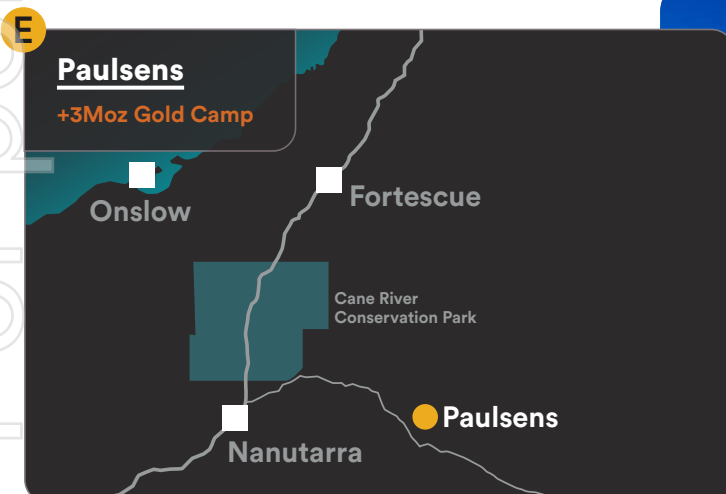 E
Paulsens
+3Moz Gold Camp
Onslow
Fortescue
Cane River
Conservation Park
Paulsens
Nanutarra